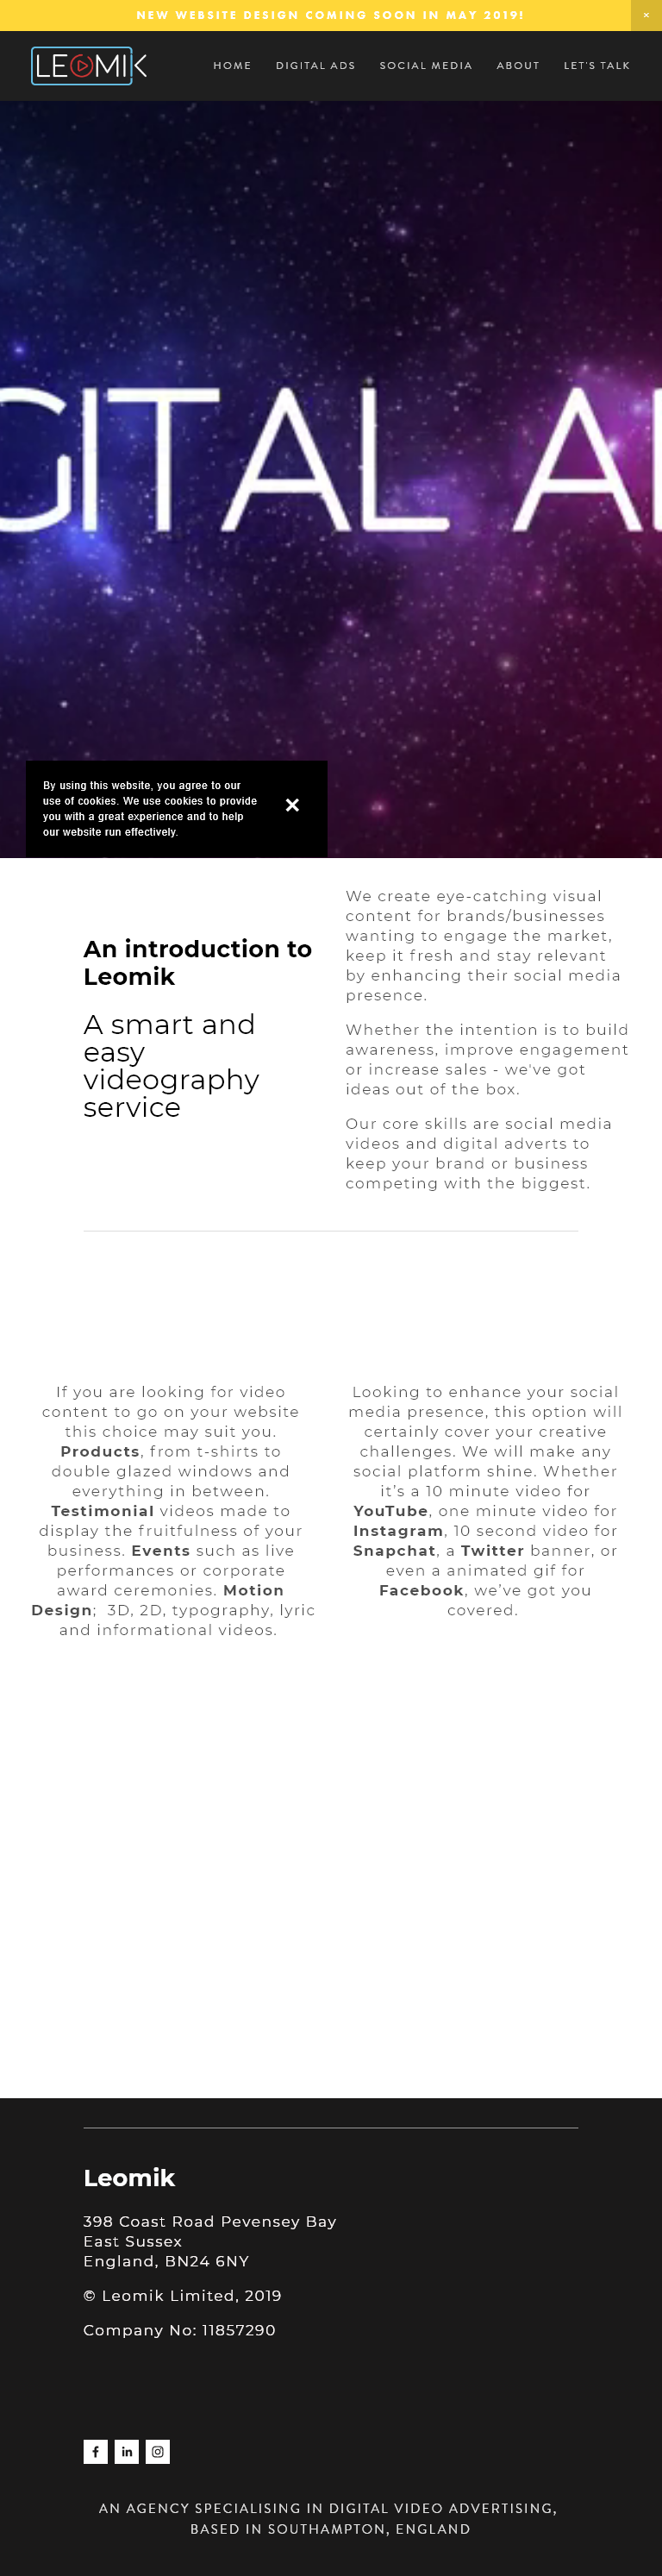 NEW WEBSITE DESIGN COMING SOON IN MAY 2019!
×
LEOMIK
HOME
DIGITAL ADS
SOCIAL MEDIA
ABOUT
LET'S TALK
GITAL A
By using this website, you agree to our
use of cookies. We use cookies to provide
you with a great experience and to help
our website run effectively.
An introduction to
Leomik
A smart and
easy
videography
service
We create eye-catching visual
content for brands/businesses
wanting to engage the market,
keep it fresh and stay relevant
by enhancing their social media
presence.
Whether the intention is to build
awareness, improve engagement
or increase sales - we've got
ideas out of the box.
Our core skills are social media
videos and digital adverts to
keep your brand or business
competing with the biggest.
If you are looking for video
content to go on your website
this choice may suit you.
Products, from t-shirts to
double glazed windows and
everything in between.
Testimonial videos made to
display the fruitfulness of your
business. Events such as live
performances or corporate
award ceremonies. Motion
Design;  3D, 2D, typography, lyric
and informational videos.
Looking to enhance your social
media presence, this option will
certainly cover your creative
challenges. We will make any
social platform shine. Whether
it’s a 10 minute video for
YouTube, one minute video for
Instagram, 10 second video for
Snapchat, a Twitter banner, or
even a animated gif for
Facebook, we’ve got you
covered.
Leomik
398 Coast Road Pevensey Bay
East Sussex
England, BN24 6NY
© Leomik Limited, 2019
Company No: 11857290
AN AGENCY SPECIALISING IN DIGITAL VIDEO ADVERTISING,
BASED IN SOUTHAMPTON, ENGLAND